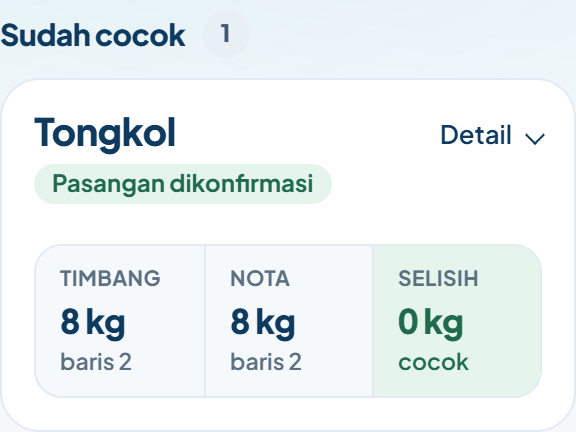 Sudah cocok 1
Tongkol
Detail
Pasangan dikonfirmasi
TIMBANG NOTA SELISIH
8 kg 8 kg 0 kg
baris 2 baris 2 cocok